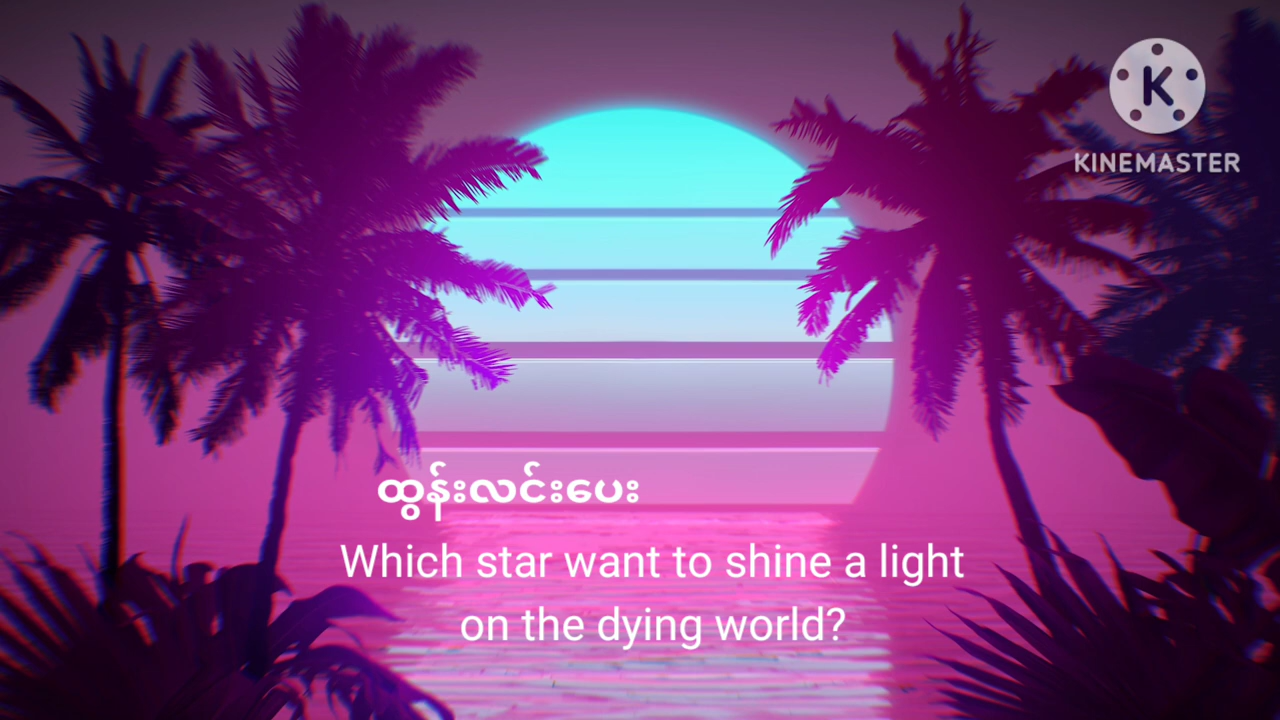 K
KINEMASTER
ထွန်းလင်းပေး
Which star want to shine a light
on the dying world?